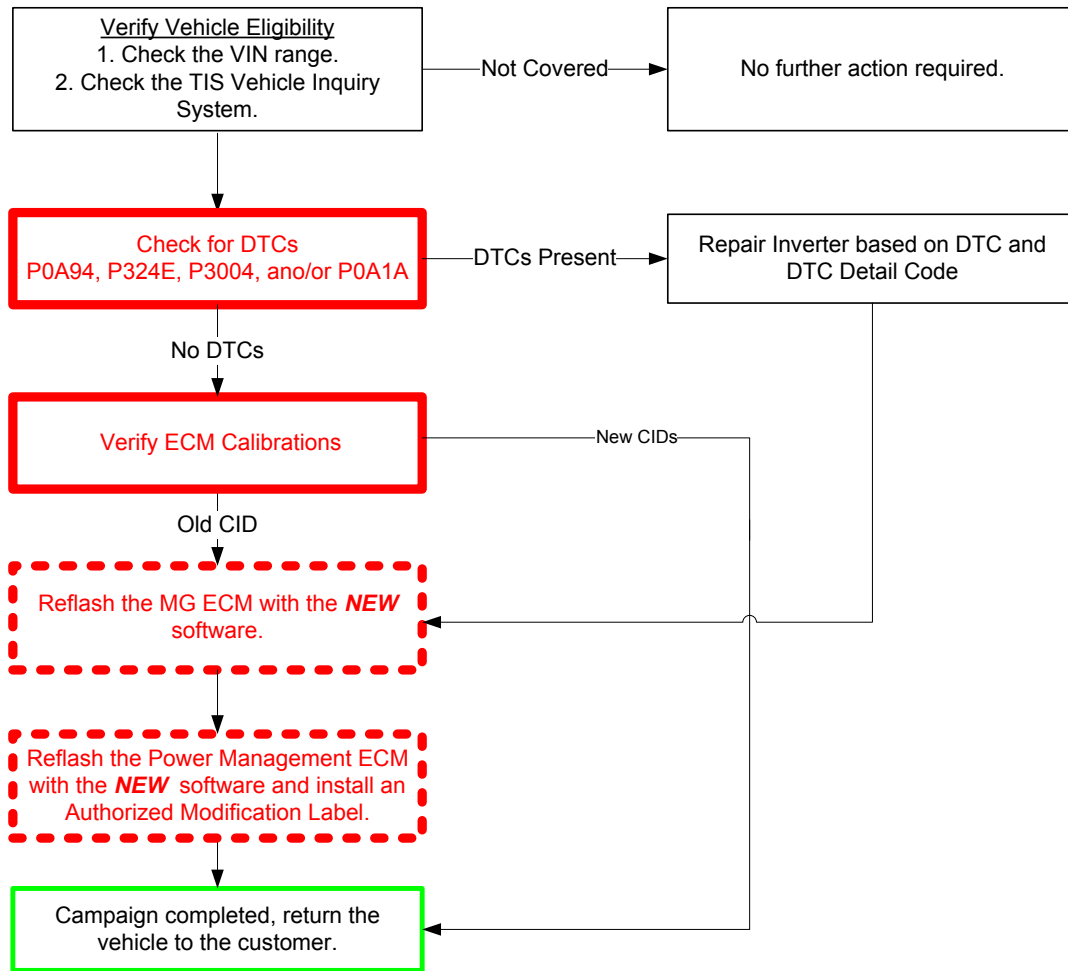 Verify Vehicle Eligibility
1. Check the VIN range.
2. Check the TIS Vehicle Inquiry
System.
Not Covered
No further action required.
Check for DTCs
P0A94, P324E, P3004, ano/or P0A1A
DTCs Present
Repair Inverter based on DTC and
DTC Detail Code
No DTCs
Verify ECM Calibrations
New CIDs
Old CID
Reflash the MG ECM with the NEW
software.
Reflash the Power Management ECM
with the NEW software and install an
Authorized Modification Label.
Campaign completed, return the
vehicle to the customer.